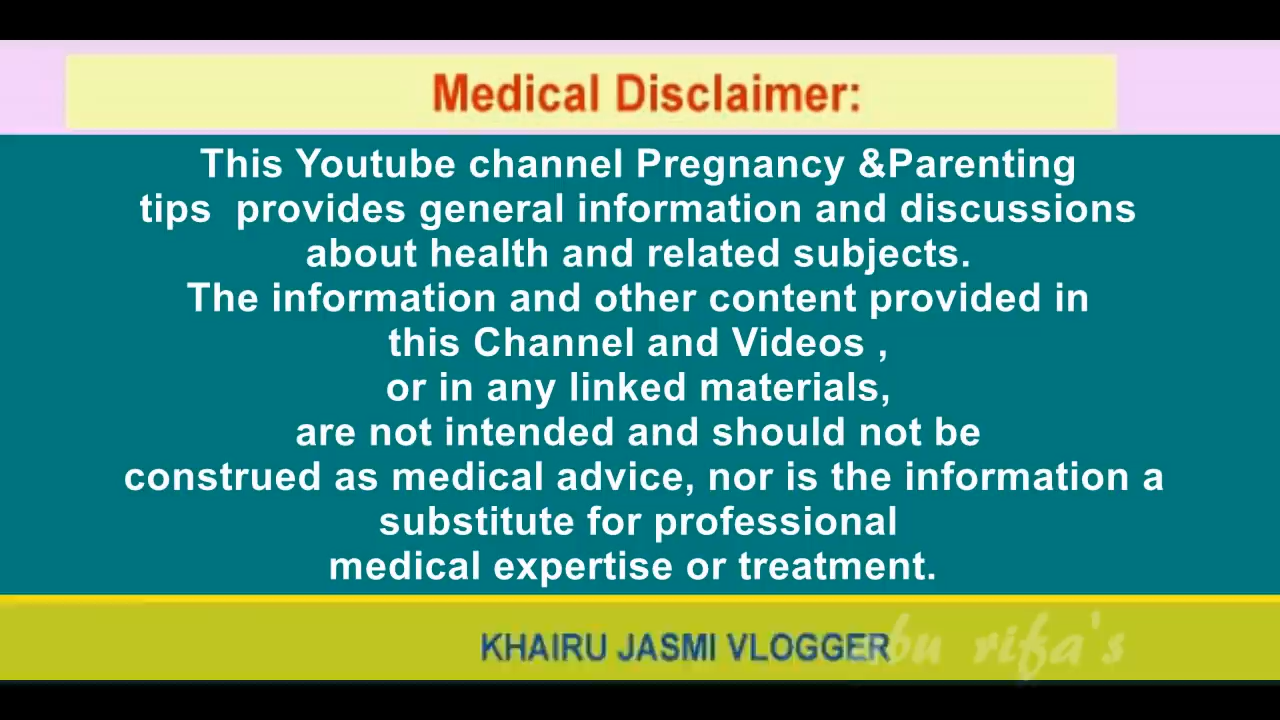 Medical Disclaimer:
This Youtube channel Pregnancy &Parenting
tips  provides general information and discussions
about health and related subjects.
The information and other content provided in
this Channel and Videos ,
or in any linked materials,
are not intended and should not be
construed as medical advice, nor is the information a
substitute for professional
medical expertise or treatment.
KHAIRU JASMI VLOGGER
abu rifa's